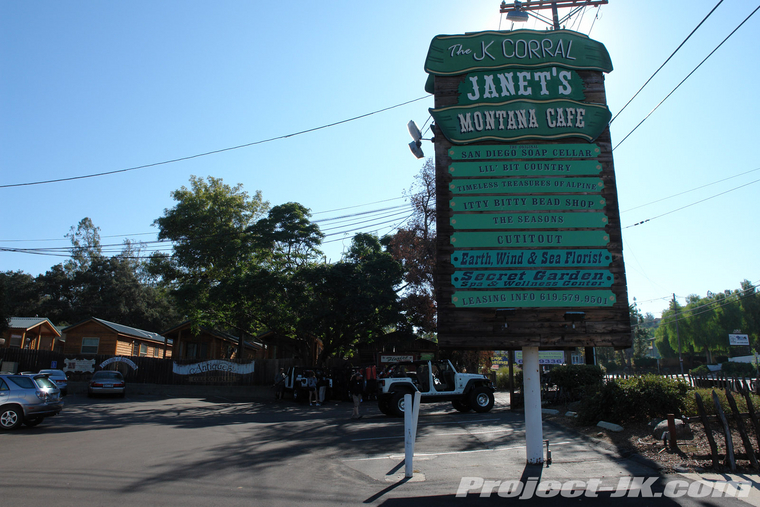 The JK CORRAL
JANET'S
MONTANA CAFE
SAN DIEGO SOAP CELLAR
LIL' BIT COUNTRY
TIMELESS TREASURES OF ALPINE
ITTY BITTY BEAD SHOP
THE SEASONS
CUTITOUT
Earth, Wind & Sea Florist
Secret Garden
Spa & Wellness Center
LEASING INFO 619.579.9501
Project-JK.com